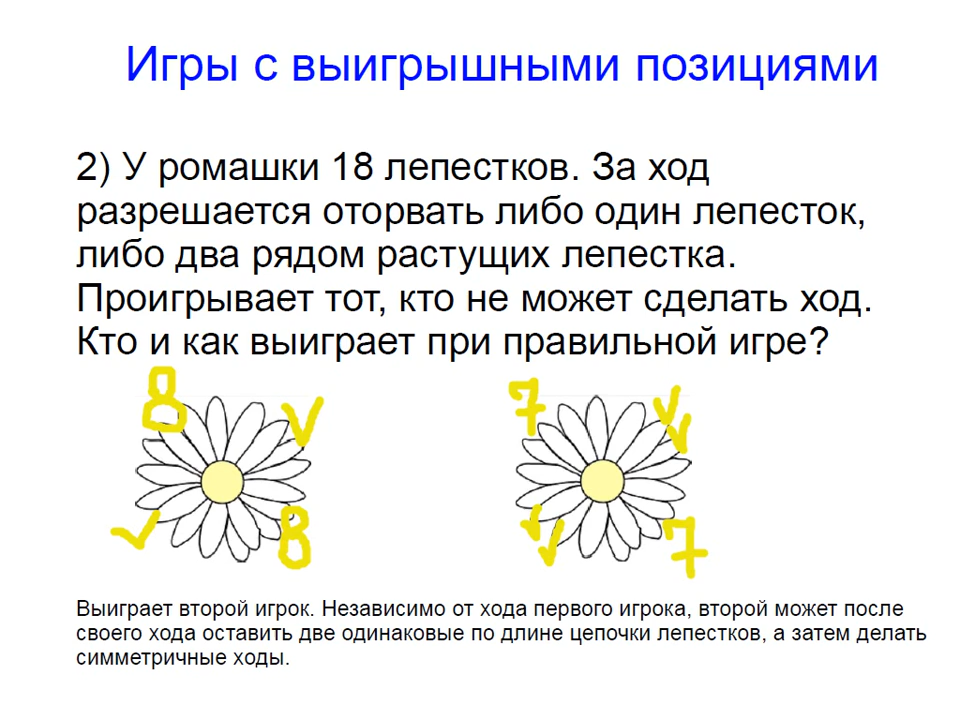 Игры с выигрышными позициями
2) У ромашки 18 лепестков. За ход
разрешается оторвать либо один лепесток,
либо два рядом растущих лепестка.
Проигрывает тот, кто не может сделать ход.
Кто и как выиграет при правильной игре?
8 7
8 7
Выиграет второй игрок. Независимо от хода первого игрока, второй может после
своего хода оставить две одинаковые по длине цепочки лепестков, а затем делать
симметричные ходы.